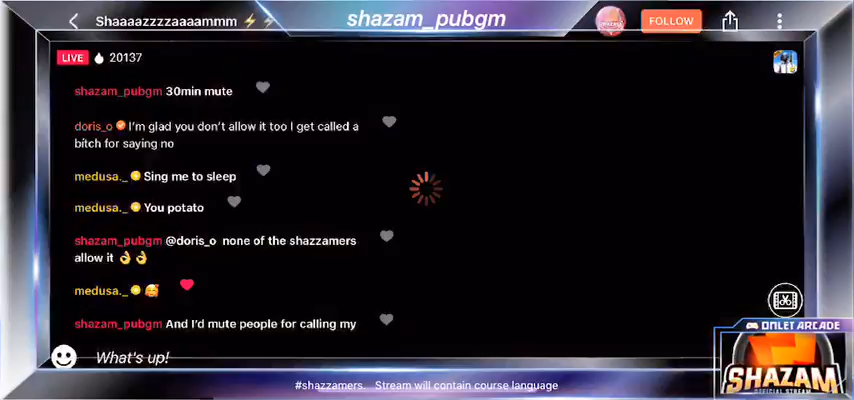 Shaaaazzzzaaaammm ⚡⚡
shazam_pubgm
FOLLOW
LIVE 20137
shazam_pubgm 30min mute
doris_o I'm glad you don't allow it too I get called a
bitch for saying no
medusa._ Sing me to sleep
medusa._ You potato
shazam_pubgm @doris_o none of the shazzamers
allow it 👌👌
medusa._ 🥰
shazam_pubgm And I'd mute people for calling my
What's up!
OMLET ARCADE
SHAZAM
OFFICIAL STREAM
#shazzamers. Stream will contain course language